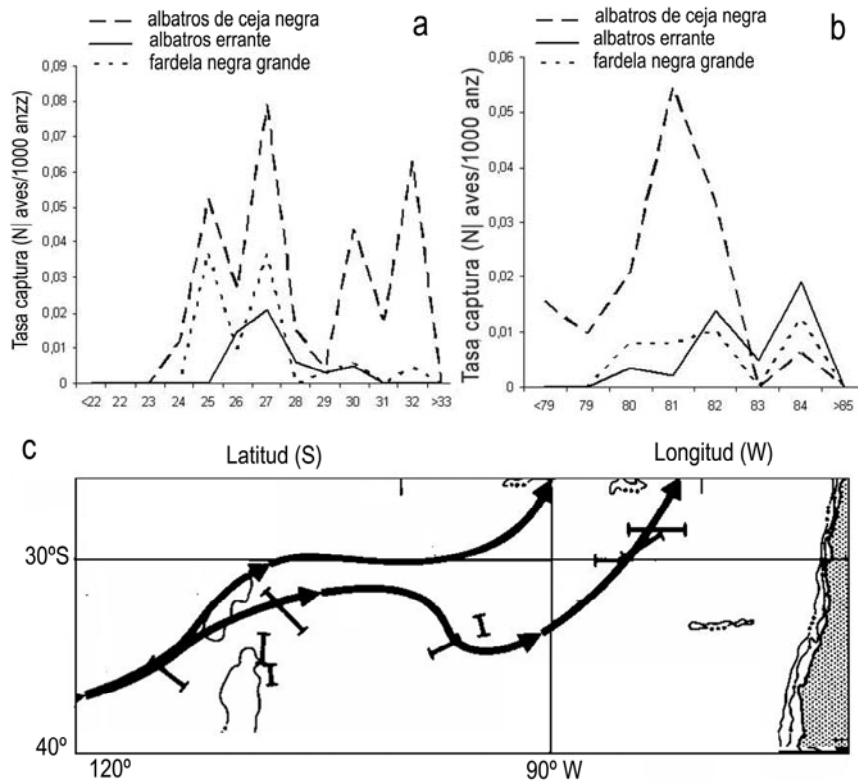 albatros de ceja negra
albatros errante
fardela negra grande
a
Tasa captura (N| aves/1000 anzz)
0,09
0,08
0,07
0,06
0,05
0,04
0,03
0,02
0,01
0
<22 22 23 24 25 26 27 28 29 30 31 32 >33
Latitud (S)
albatros de ceja negra
albatros errante
fardela negra grande
b
Tasa captura (N| aves/1000 anz)
0,06
0,05
0,04
0,03
0,02
0,01
0
<79 79 80 81 82 83 84 >85
Longitud (W)
c
30ºS
40º
120º
90º W